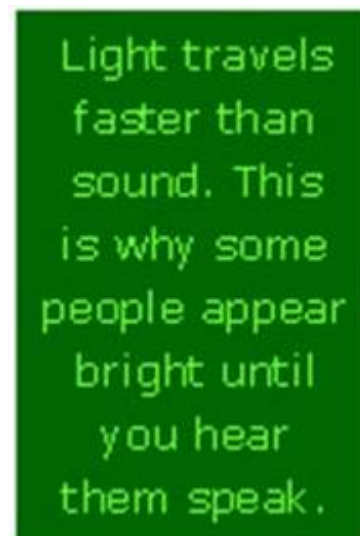 Light travels
faster than
sound. This
is why some
people appear
bright until
you hear
them speak.